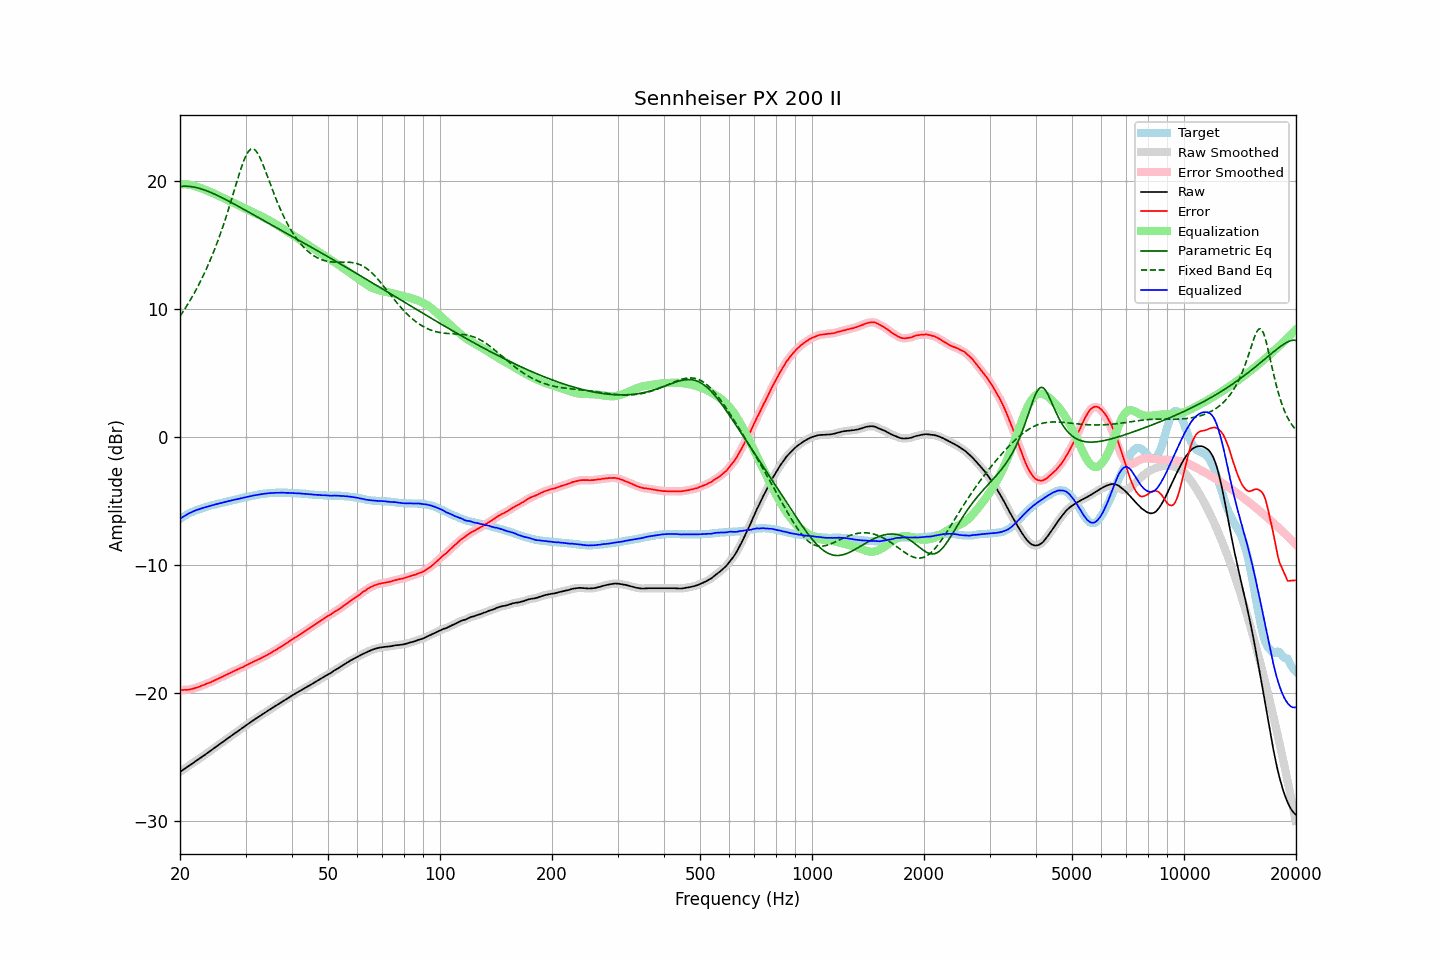 Sennheiser PX 200 II
Target
Raw Smoothed
Error Smoothed
Raw
Error
Equalization
Parametric Eq
Fixed Band Eq
Equalized
Amplitude (dBr)
20
10
0
−10
−20
−30
20 50 100 200 500 1000 2000 5000 10000 20000
Frequency (Hz)